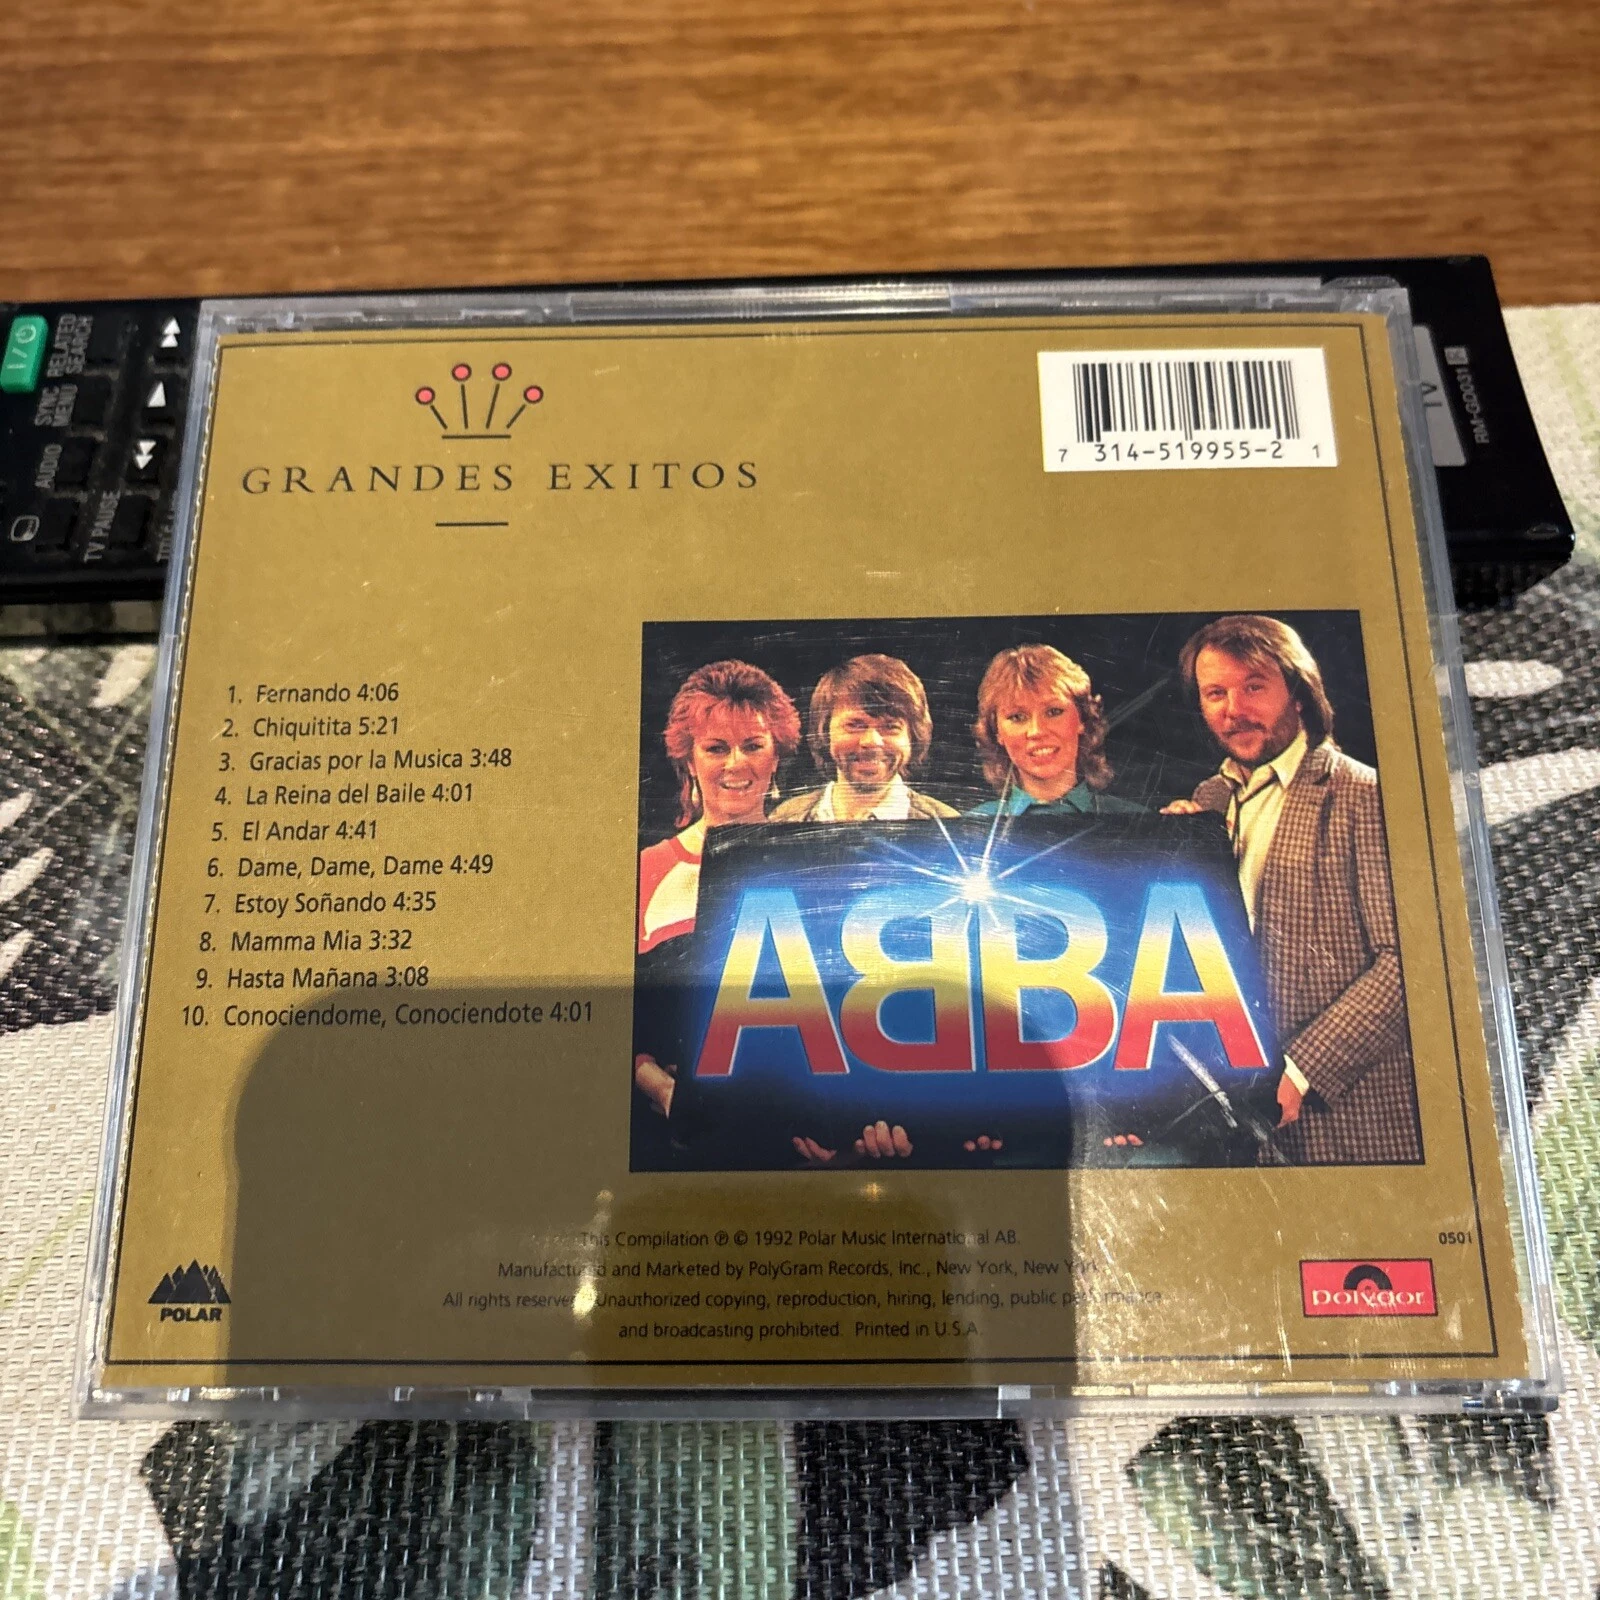 GRANDES EXITOS
7 314-519955-2 1
1. Fernando 4:06
2. Chiquitita 5:21
3. Gracias por la Musica 3:48
4. La Reina del Baile 4:01
5. El Andar 4:41
6. Dame, Dame, Dame 4:49
7. Estoy Soñando 4:35
8. Mamma Mia 3:32
9. Hasta Mañana 3:08
10. Conociendome, Conociendote 4:01
ABBA
This Compilation ℗ © 1992 Polar Music International AB.
Manufactured and Marketed by PolyGram Records, Inc., New York, New York
All rights reserved. Unauthorized copying, reproduction, hiring, lending, public performance
and broadcasting prohibited. Printed in U.S.A.
0501
POLAR
polydor
RELATED SEARCH
SYNC MENU
AUDIO
TV PAUSE
I/⏻
TV
RM-GD031